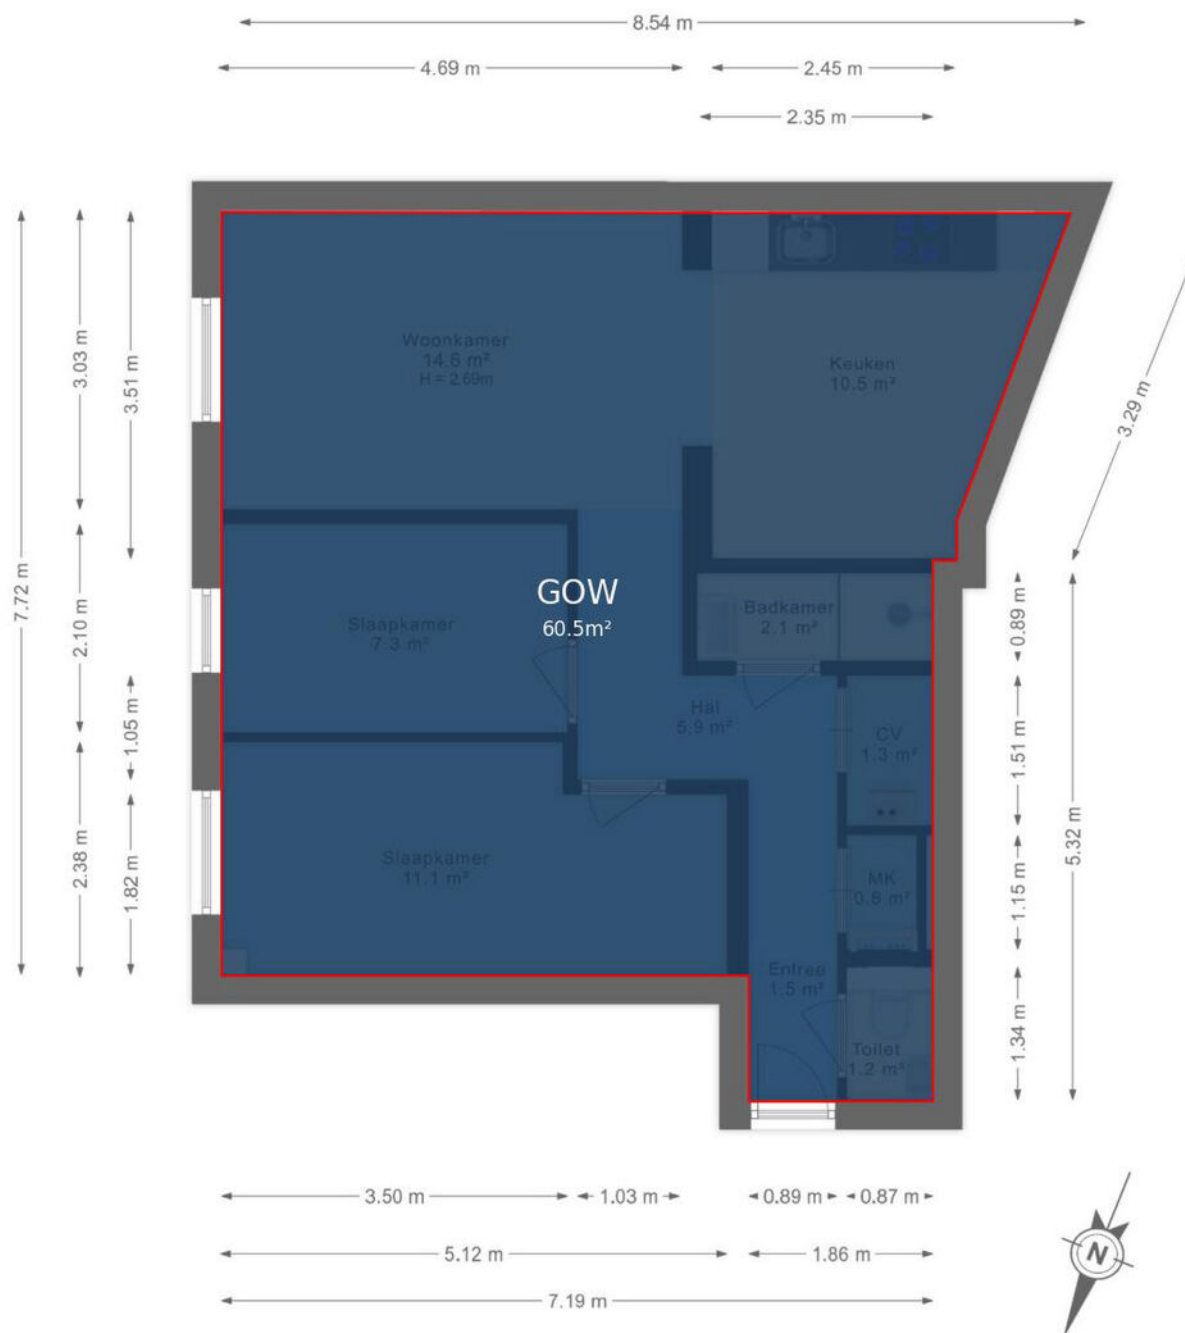 8.54 m
4.69 m
2.45 m
2.35 m
7.72 m
3.03 m
3.51 m
2.10 m
1.05 m
2.38 m
1.82 m
Woonkamer
14.6 m²
H = 2.69m
Keuken
10.5 m²
3.29 m
GOW
60.5m²
Slaapkamer
7.3 m²
Badkamer
2.1 m²
Hal
5.9 m²
CV
1.3 m²
Slaapkamer
11.1 m²
MK
0.8 m²
Entree
1.5 m²
Toilet
1.2 m²
0.89 m
1.51 m
5.32 m
1.15 m
1.34 m
3.50 m
1.03 m
0.89 m
0.87 m
5.12 m
1.86 m
7.19 m
N